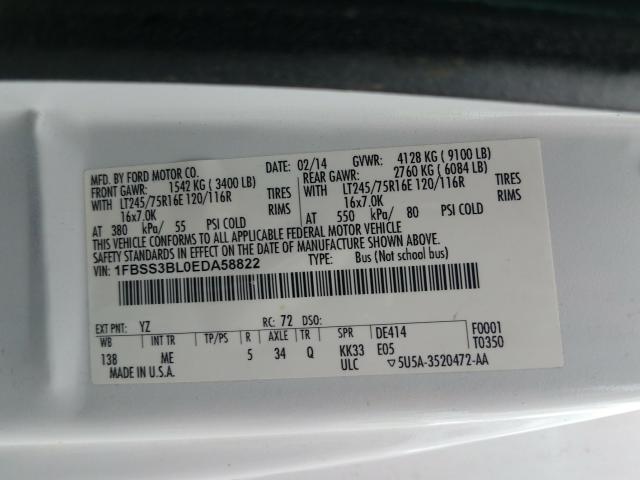 MFD. BY FORD MOTOR CO.
02/14 GVWR: 4128 KG ( 9100 LB)
FRONT GAWR: 1542 KG ( 3400 LB) REAR GAWR: 2760 KG ( 6084 LB)
WITH LT245/75R16E 120/116R TIRES WITH LT245/75R16E 120/116R TIRES
16x7.0K RIMS 16x7.0K RIMS
AT 380 kPa/ 55 PSI COLD AT 550 kPa/ 80 PSI COLD
THIS VEHICLE CONFORMS TO ALL APPLICABLE FEDERAL MOTOR VEHICLE
SAFETY STANDARDS IN EFFECT ON THE DATE OF MANUFACTURE SHOWN ABOVE.
VIN: 1FBSS3BL0EDA58822 TYPE: Bus (Not school bus)
EXT PNT: YZ RC: 72 DSO:
WB INT TR TP/PS R AXLE TR SPR DE414 F0001
138 ME 5 34 Q KK33 E05 T0350
MADE IN U.S.A. ULC ▽5U5A-3520472-AA